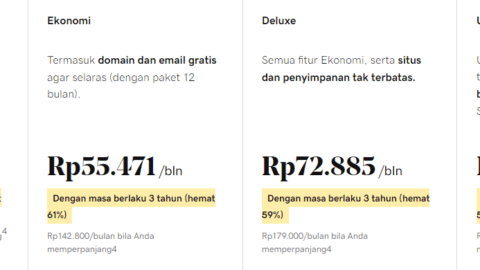 Ekonomi
Termasuk domain dan email gratis
agar selaras (dengan paket 12
bulan).
Rp55.471 /bln
Dengan masa berlaku 3 tahun (hemat
61%)
Rp142.800/bulan bila Anda
memperpanjang4
Deluxe
Semua fitur Ekonomi, serta situs
dan penyimpanan tak terbatas.
Rp72.885 /bln
Dengan masa berlaku 3 tahun (hemat
59%)
Rp179.000/bulan bila Anda
memperpanjang4